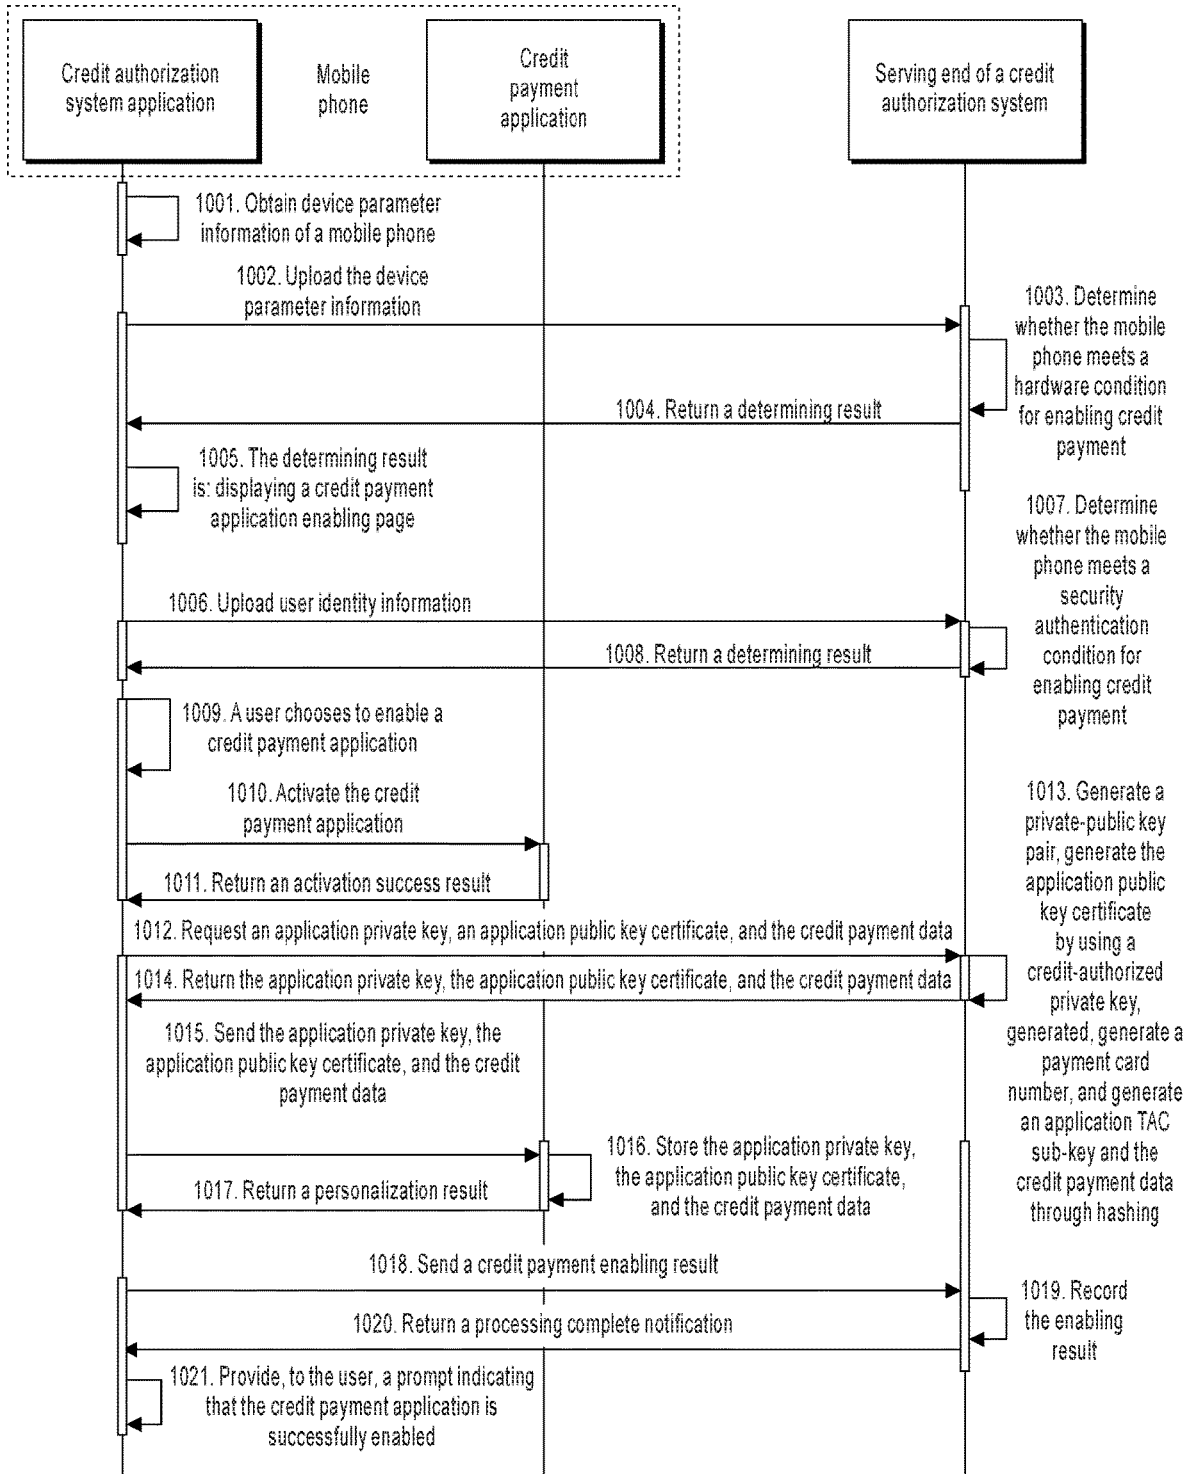 Credit authorization
system application
Mobile
phone
Credit
payment
application
Serving end of a credit
authorization system
1001. Obtain device parameter
information of a mobile phone
1002. Upload the device
parameter information
1003. Determine
whether the mobile
phone meets a
hardware condition
for enabling credit
payment
1004. Return a determining result
1005. The determining result
is: displaying a credit payment
application enabling page
1006. Upload user identity information
1007. Determine
whether the mobile
phone meets a
security
authentication
condition for
enabling credit
payment
1008. Return a determining result
1009. A user chooses to enable a
credit payment application
1010. Activate the credit
payment application
1011. Return an activation success result
1012. Request an application private key, an application public key certificate, and the credit payment data
1013. Generate a
private-public key
pair, generate the
application public
key certificate
by using a
credit-authorized
private key,
generated, generate a
payment card
number, and generate
an application TAC
sub-key and the
credit payment data
through hashing
1014. Return the application private key, the application public key certificate, and the credit payment data
1015. Send the application private key, the
application public key certificate, and the credit
payment data
1016. Store the application private key,
the application public key certificate,
and the credit payment data
1017. Return a personalization result
1018. Send a credit payment enabling result
1019. Record
the enabling
result
1020. Return a processing complete notification
1021. Provide, to the user, a prompt indicating
that the credit payment application is
successfully enabled